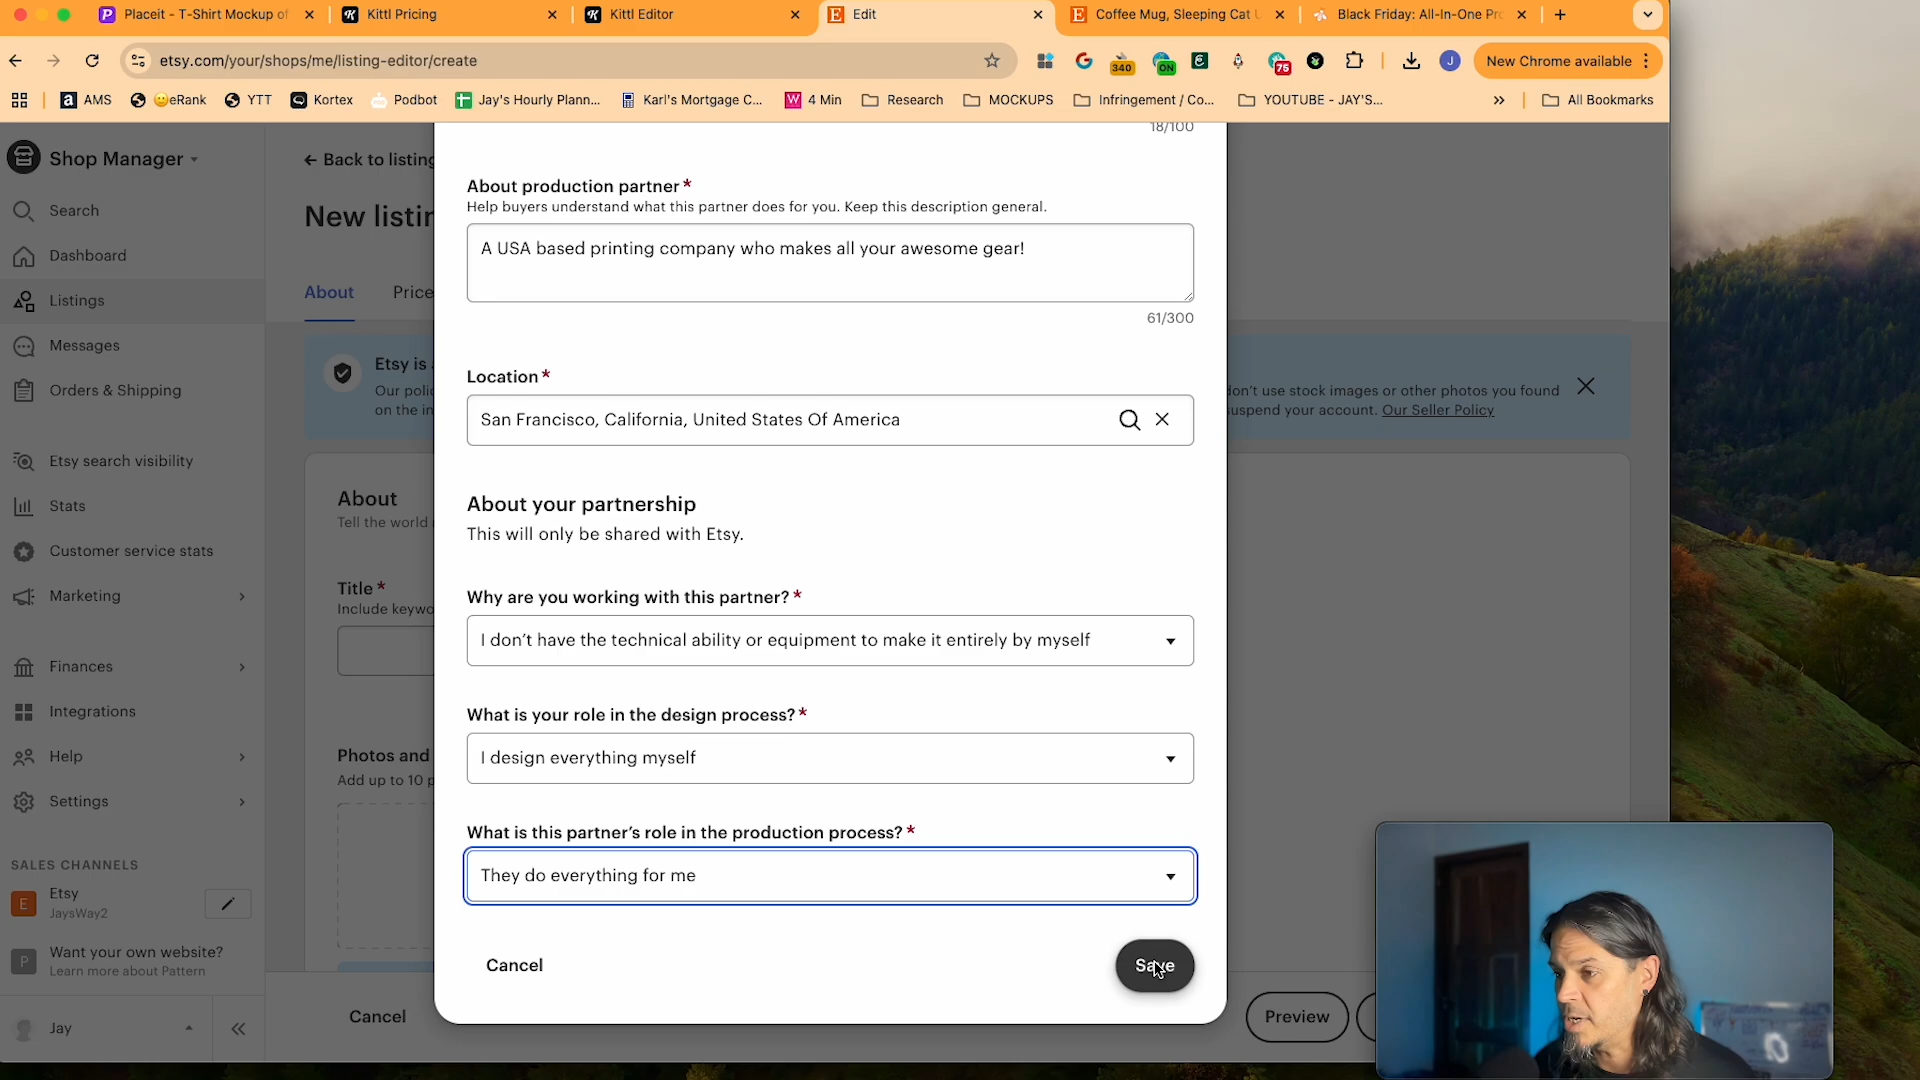 Placeit - T-Shirt Mockup of
Kittl Pricing
Kittl Editor
Edit
Coffee Mug, Sleeping Cat U
Black Friday: All-In-One Pr
etsy.com/your/shops/me/listing-editor/create
340
ON
75
J
New Chrome available
AMS
eRank
YTT
Kortex
Podbot
Jay's Hourly Plann...
Karl's Mortgage C...
4 Min
Research
MOCKUPS
Infringement / Co...
YOUTUBE - JAY'S...
All Bookmarks
Shop Manager
Search
Dashboard
Listings
Messages
Orders & Shipping
Etsy search visibility
Stats
Customer service stats
Marketing
Finances
Integrations
Help
Settings
SALES CHANNELS
E
Etsy
JaysWay2
P
Want your own website?
Learn more about Pattern
Jay
Back to listing
New listin
About
Price
Etsy is
Our polic
on the in
don't use stock images or other photos you found
suspend your account. Our Seller Policy
About
Tell the world
Title *
Include keywo
Photos and
Add up to 10 p
Cancel
Preview
18/100
About production partner *
Help buyers understand what this partner does for you. Keep this description general.
A USA based printing company who makes all your awesome gear!
61/300
Location *
San Francisco, California, United States Of America
About your partnership
This will only be shared with Etsy.
Why are you working with this partner? *
I don't have the technical ability or equipment to make it entirely by myself
What is your role in the design process? *
I design everything myself
What is this partner's role in the production process? *
They do everything for me
Cancel
Save